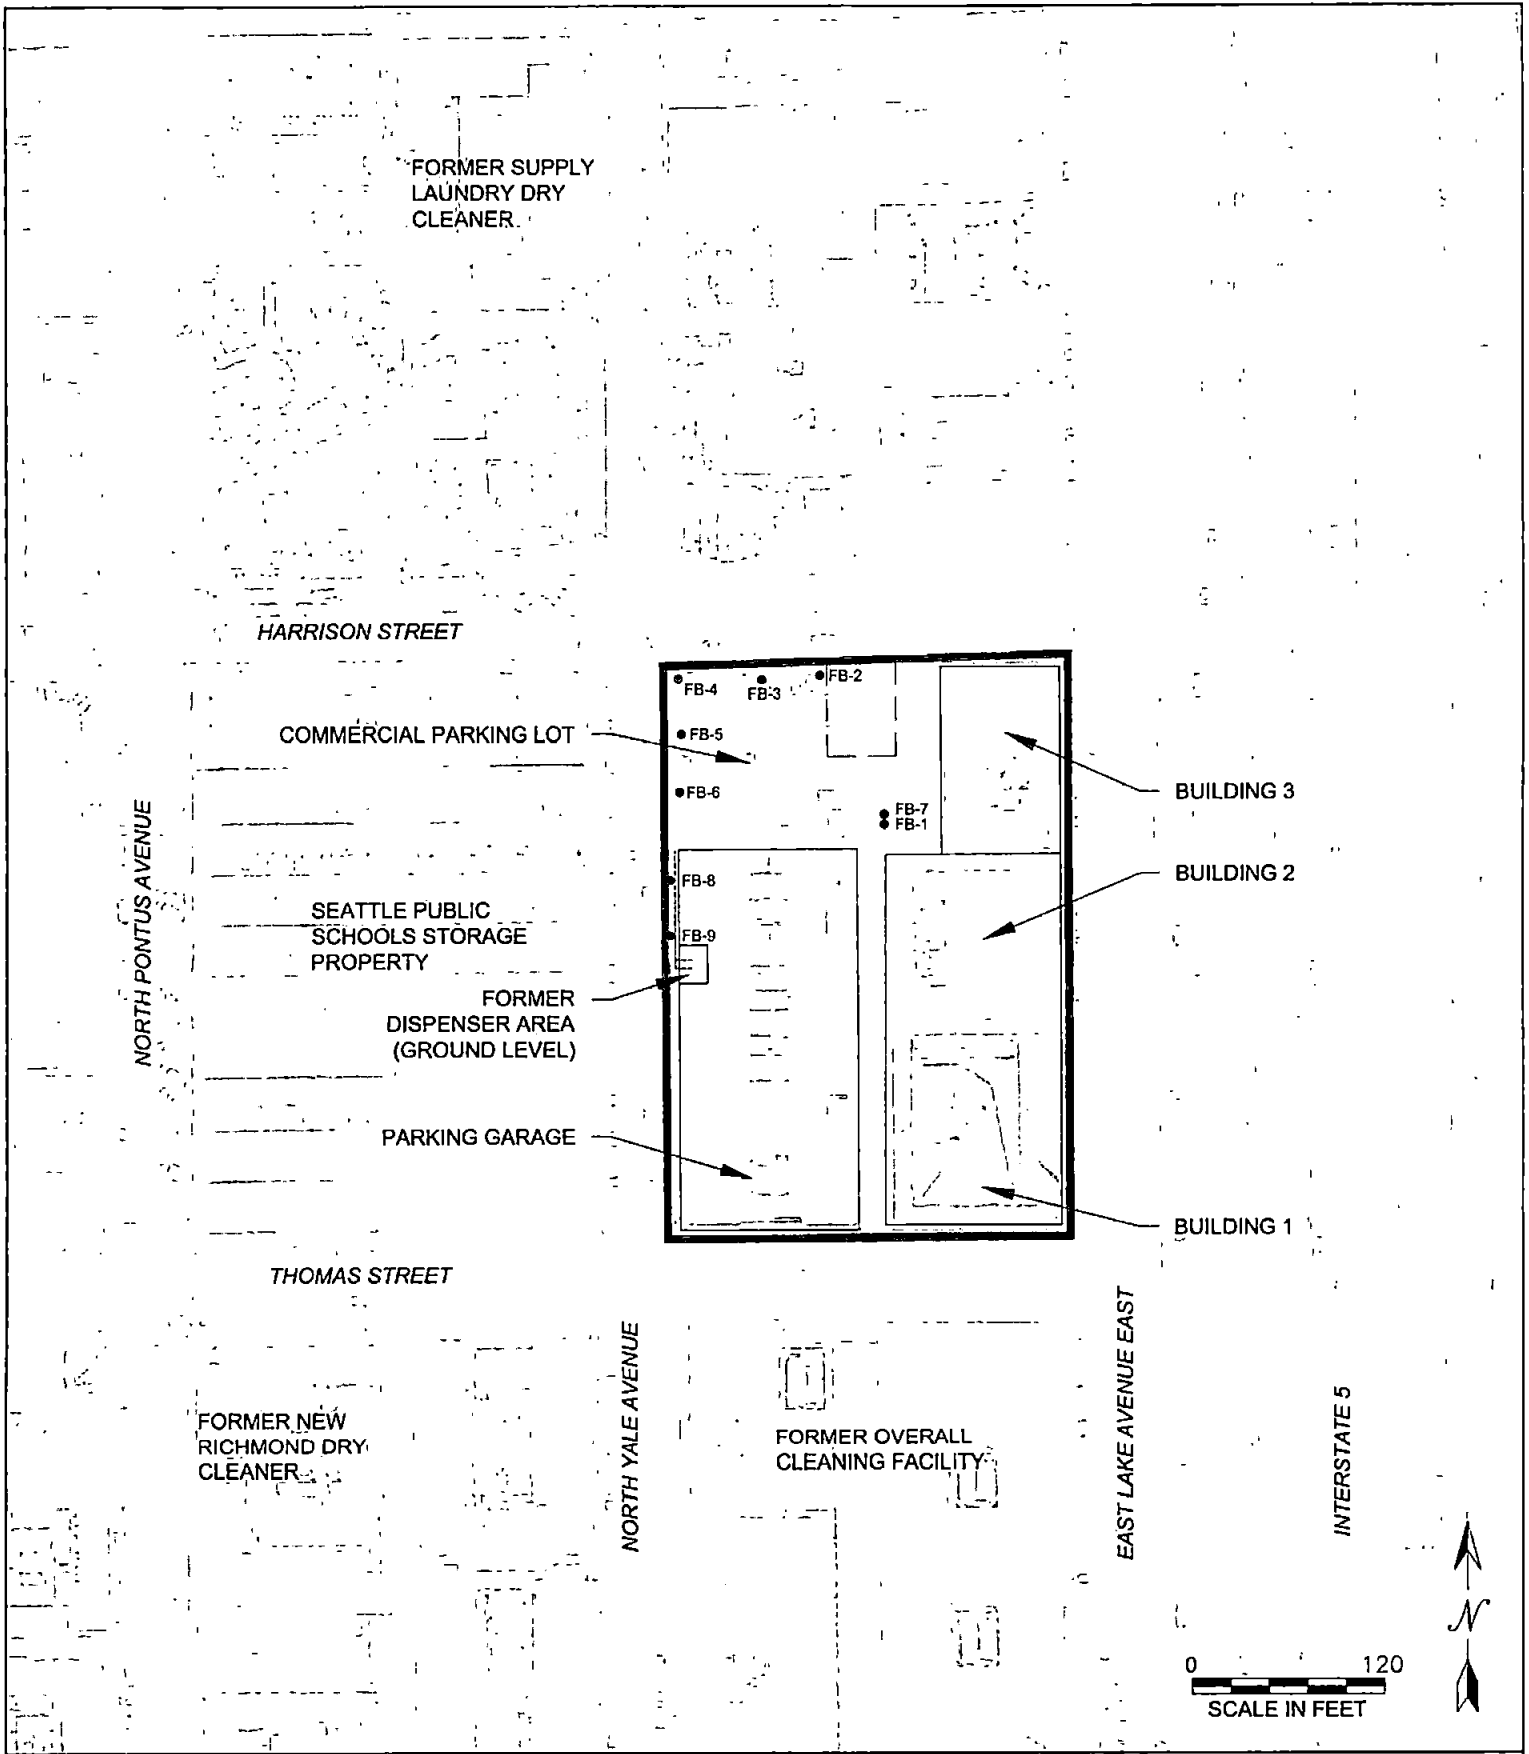 FORMER SUPPLY
LAUNDRY DRY
CLEANER
HARRISON STREET
FB-4
FB-3
FB-2
COMMERCIAL PARKING LOT
FB-5
FB-6
FB-7
FB-1
BUILDING 3
BUILDING 2
NORTH PONTUS AVENUE
FB-8
SEATTLE PUBLIC
SCHOOLS STORAGE
PROPERTY
FB-9
FORMER
DISPENSER AREA
(GROUND LEVEL)
PARKING GARAGE
BUILDING 1
THOMAS STREET
NORTH YALE AVENUE
EAST LAKE AVENUE EAST
INTERSTATE 5
FORMER NEW
RICHMOND DRY
CLEANER
FORMER OVERALL
CLEANING FACILITY
N
0 120
SCALE IN FEET